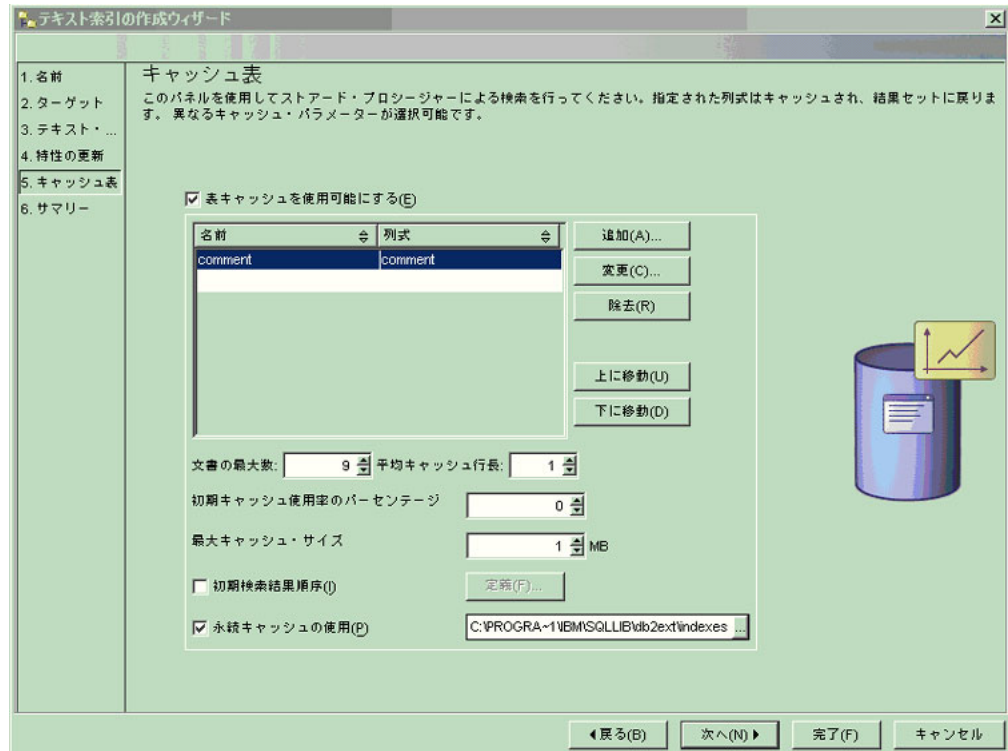 テキスト索引の作成ウィザード
1.名前
2.ターゲット
3.テキスト・...
4.特性の更新
5.キャッシュ表
6.サマリー
キャッシュ表
このパネルを使用してストアード・プロシージャーによる検索を行ってください。指定された列式はキャッシュされ、結果セットに戻りま
す。 異なるキャッシュ・パラメーターが選択可能です。
表キャッシュを使用可能にする(E)
名前 列式
comment comment
追加(A)...
変更(C)...
除去(R)
上に移動(U)
下に移動(D)
文書の最大数: 9 平均キャッシュ行長: 1
初期キャッシュ使用率のパーセンテージ 0
最大キャッシュ・サイズ 1 MB
初期検索結果順序(I) 定義(F)...
永続キャッシュの使用(P) C:\PROGRA~1\IBM\SQLLIB\db2ext\indexes ...
戻る(B) 次へ(N) 完了(F) キャンセル